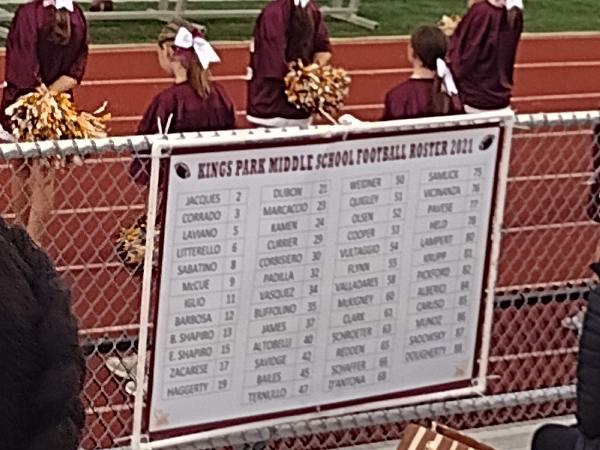 KINGS PARK MIDDLE SCHOOL FOOTBALL ROSTER 2021
JACQUES 2
CORRADO 3
LAVIANO 5
LITTERELLO 6
SABATINO 8
McCUE 9
IGLIO 11
BARBOSA 12
B. SHAPIRO 13
E. SHAPIRO 15
ZACARESE 17
HAGGERTY 19
DUBON 21
MARCACCIO 23
KAMEN 24
CURRIER 29
CORBISIERO 30
PADILLA 32
VASQUEZ 34
BUFFOLINO 35
JAMES 37
ALTOBELLI 40
SAVIDGE 42
BAILES 45
TERNULLO 47
WEIDNER 50
QUIGLEY 51
OLSEN 52
COOPER 53
VULTAGGIO 54
FLYNN 55
VALLADARES 58
McKIGNEY 60
CLARK 61
SCHROETER 63
REDDEN 65
SCHAFFER 66
D'ANTONA 68
SAMLICK 75
VICINANZA 76
PAVESE 77
HELD 78
LAMPERT 80
KRUPP 81
PICKFORD 82
ALBERIO 84
CARUSO 85
MUNOZ 86
SADOWSKY 87
DOUGHERTY 88